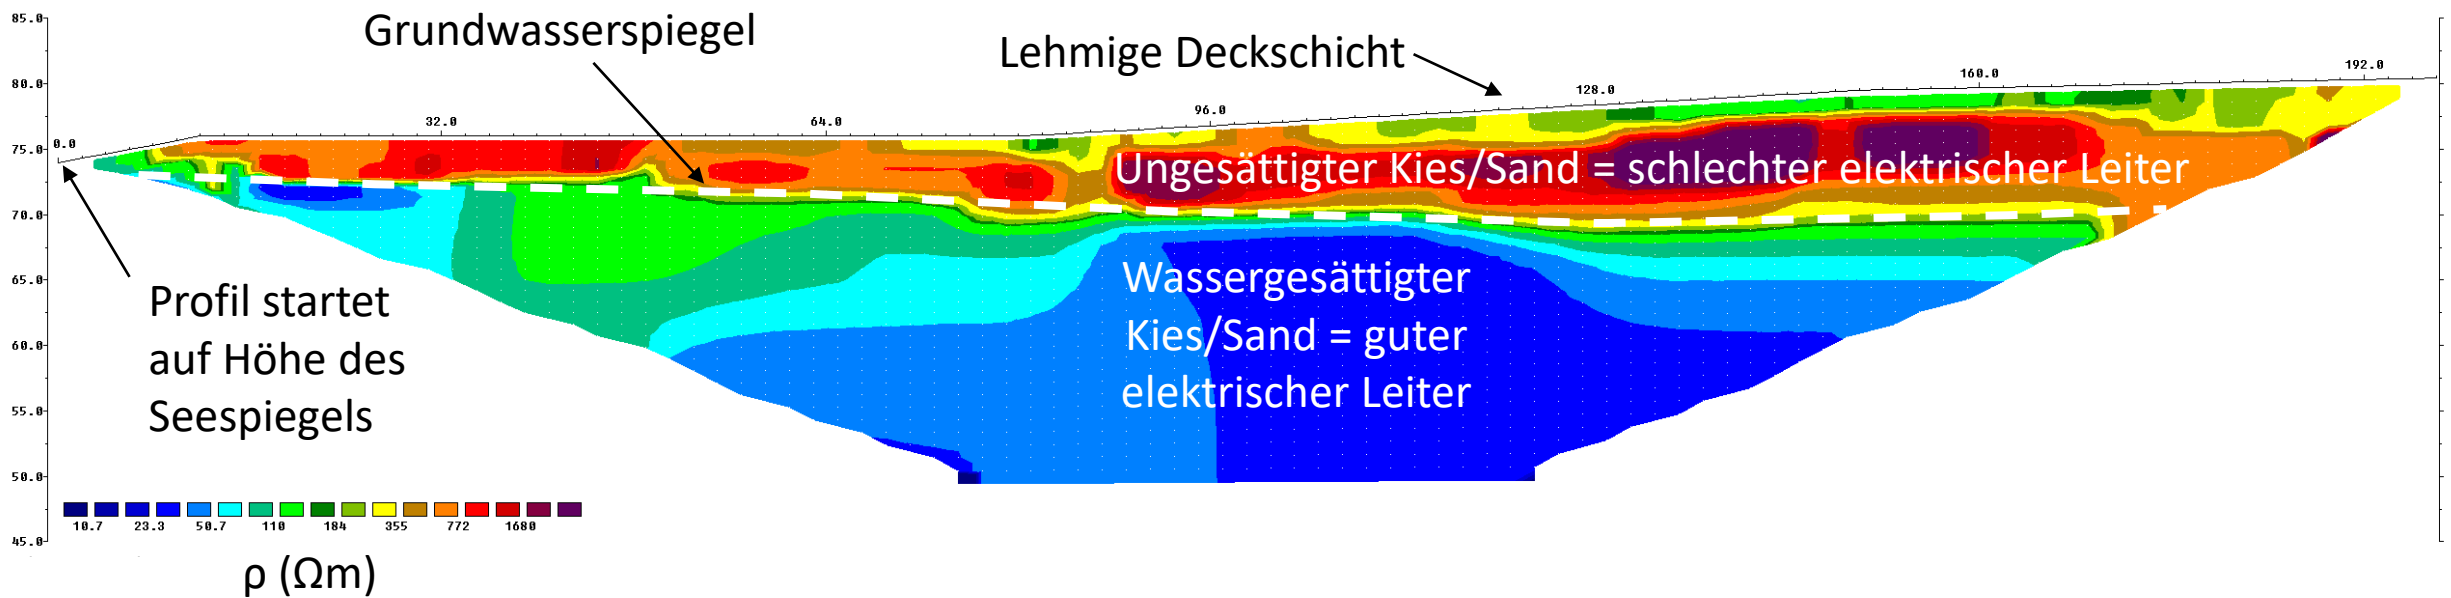 85.0
Grundwasserspiegel
Lehmige Deckschicht
80.0
75.0
70.0
65.0
60.0
55.0
50.0
45.0
0.0
32.0
64.0
96.0
128.0
160.0
192.0
Ungesättigter Kies/Sand = schlechter elektrischer Leiter
Wassergesättigter
Kies/Sand = guter
elektrischer Leiter
Profil startet
auf Höhe des
Seespiegels
10.7 23.3 50.7 110 184 355 772 1680
ρ (Ωm)